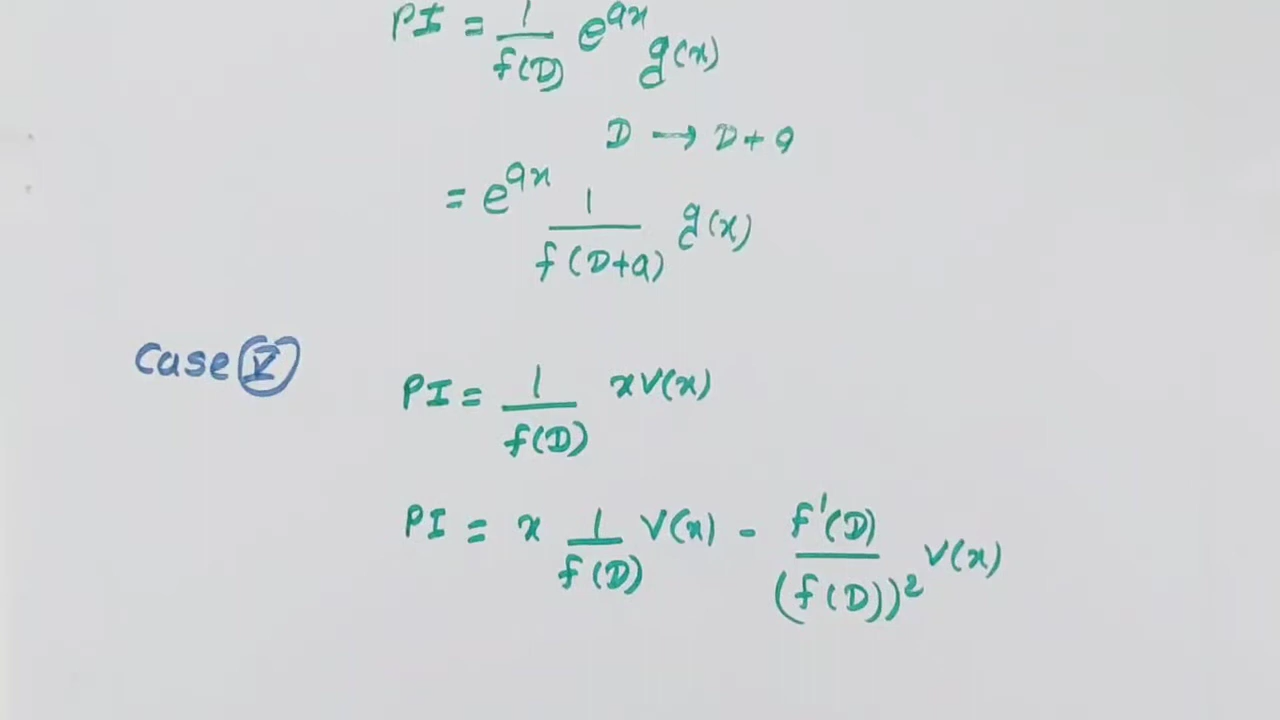 PI = 1/f(D) e^{ax} g(x)
D → D+a
= e^{ax} 1/f(D+a) g(x)
Case V
PI = 1/f(D) xV(x)
PI = x 1/f(D) V(x) - f'(D)/(f(D))^2 V(x)